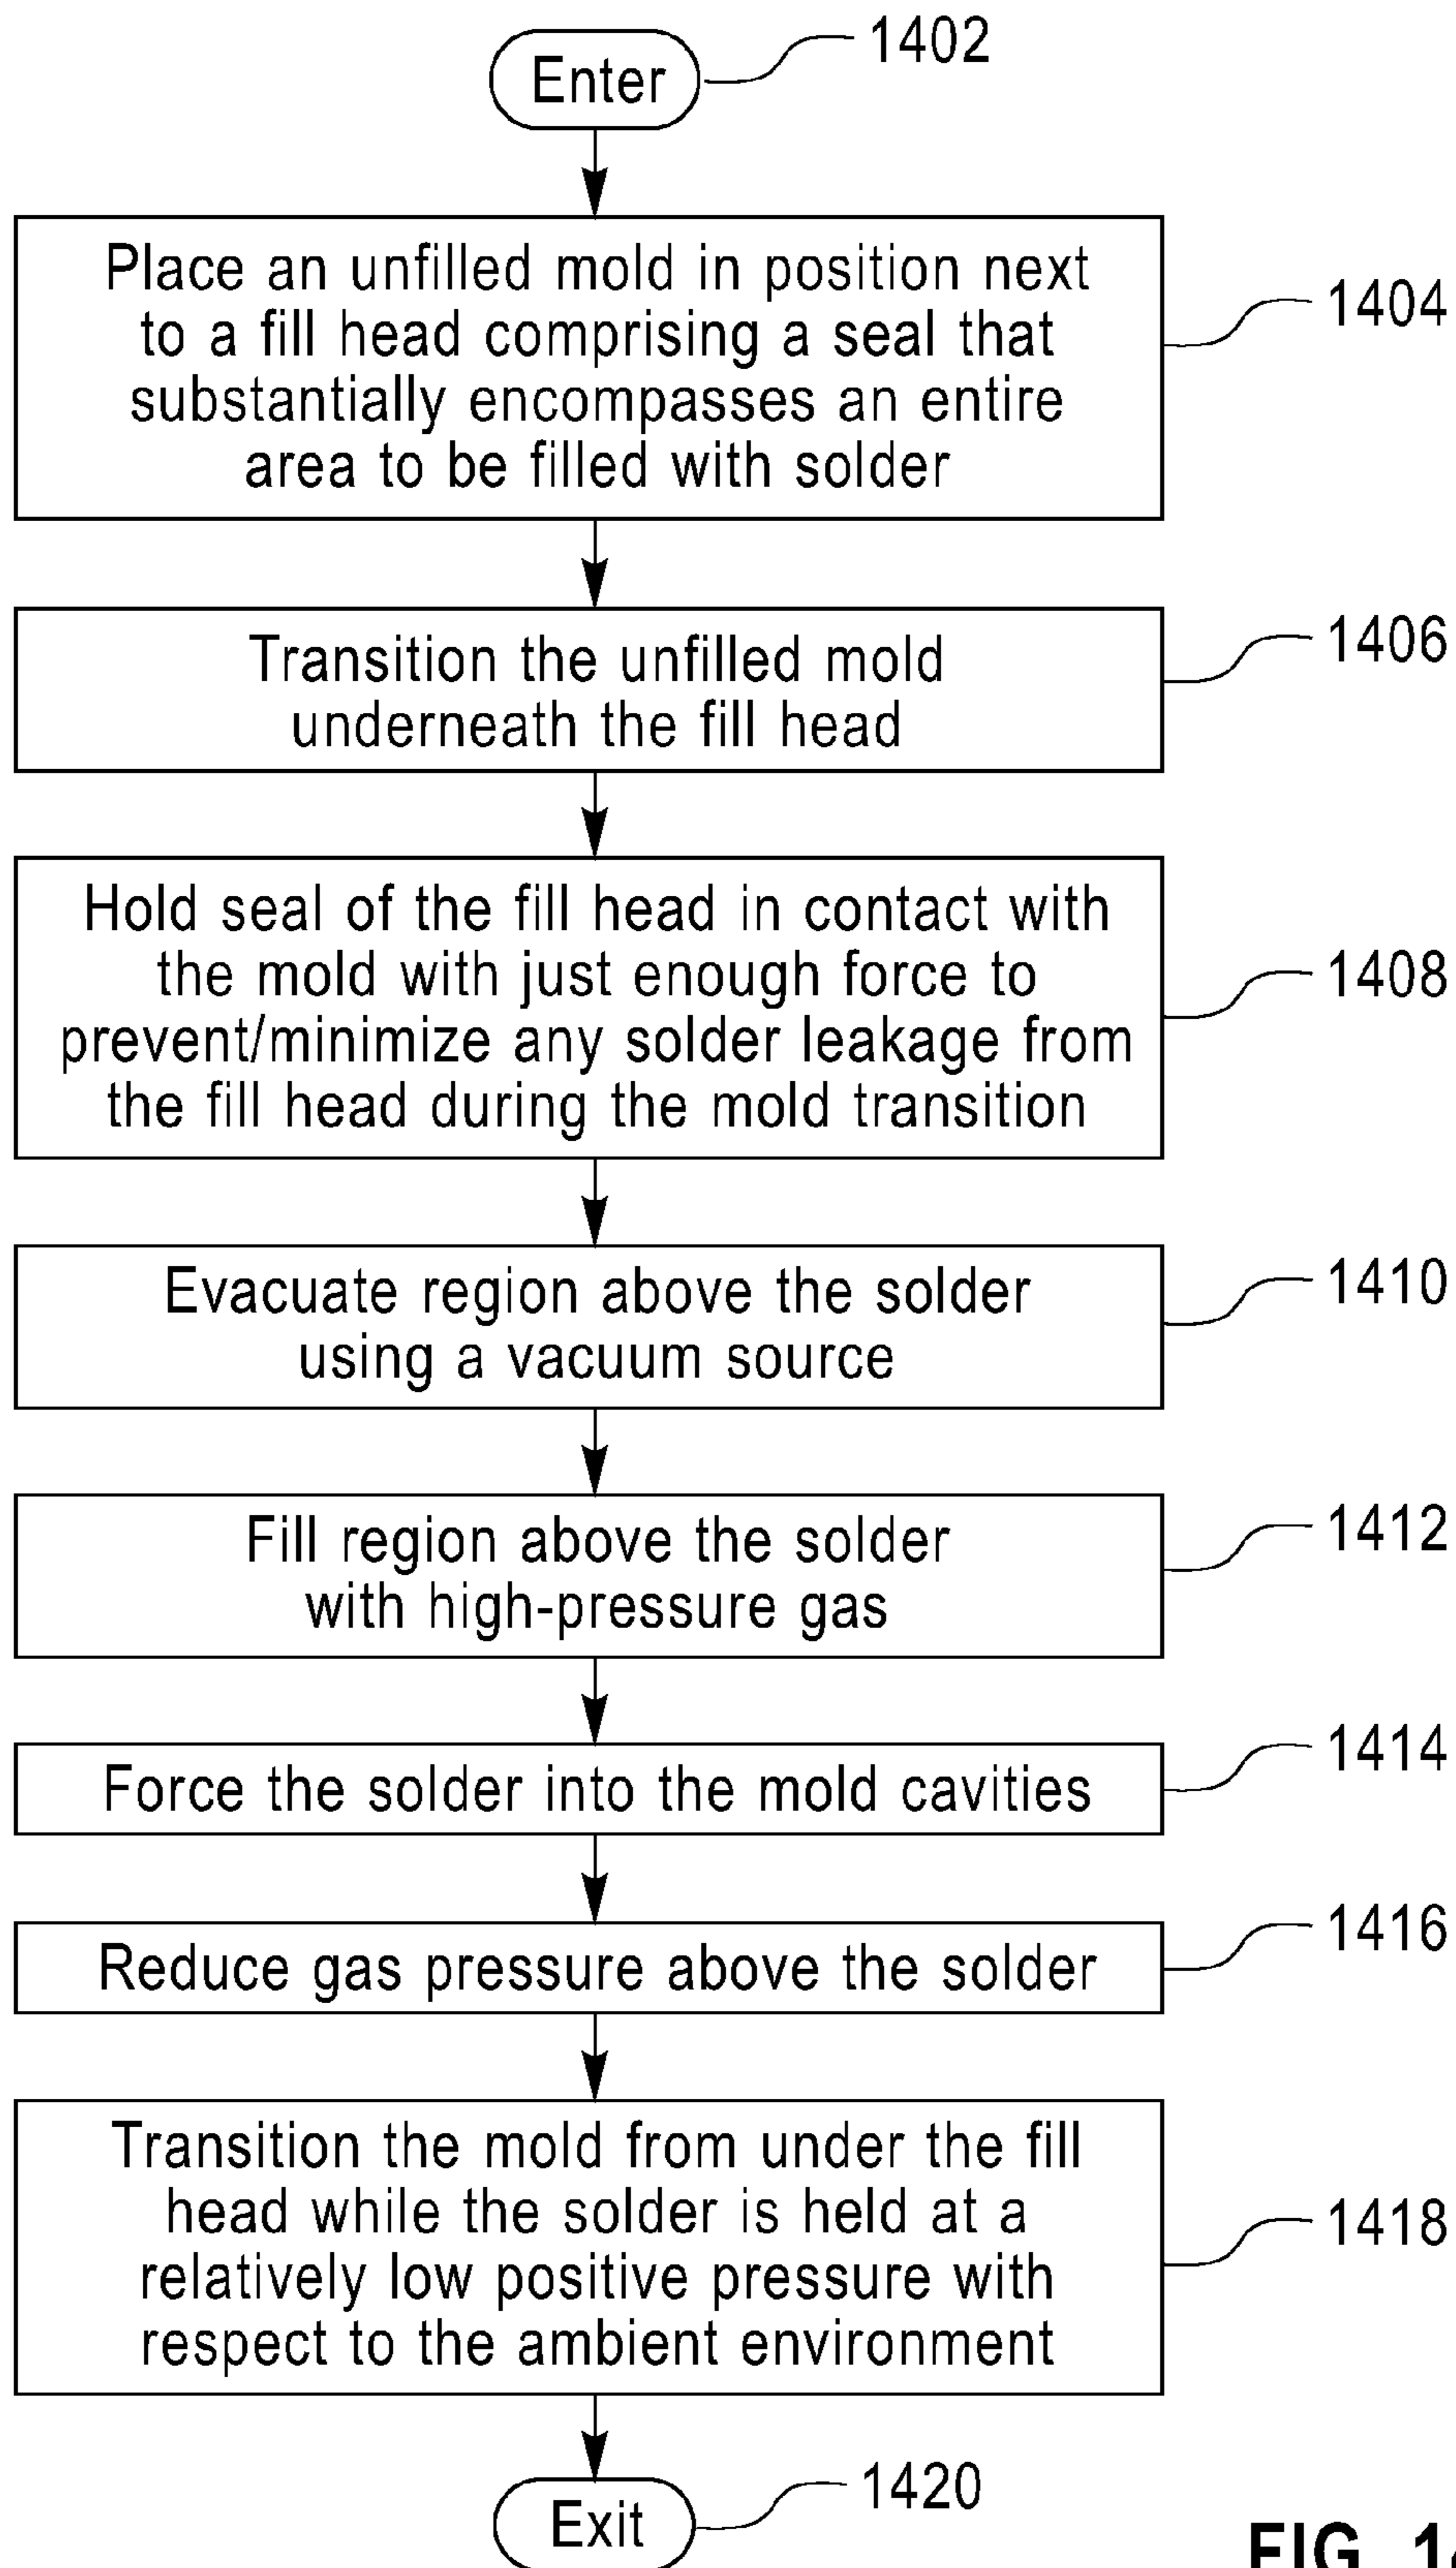 Enter
1402
Place an unfilled mold in position next
to a fill head comprising a seal that
substantially encompasses an entire
area to be filled with solder
1404
Transition the unfilled mold
underneath the fill head
1406
Hold seal of the fill head in contact with
the mold with just enough force to
prevent/minimize any solder leakage from
the fill head during the mold transition
1408
Evacuate region above the solder
using a vacuum source
1410
Fill region above the solder
with high-pressure gas
1412
Force the solder into the mold cavities
1414
Reduce gas pressure above the solder
1416
Transition the mold from under the fill
head while the solder is held at a
relatively low positive pressure with
respect to the ambient environment
1418
Exit
1420
FIG. 14